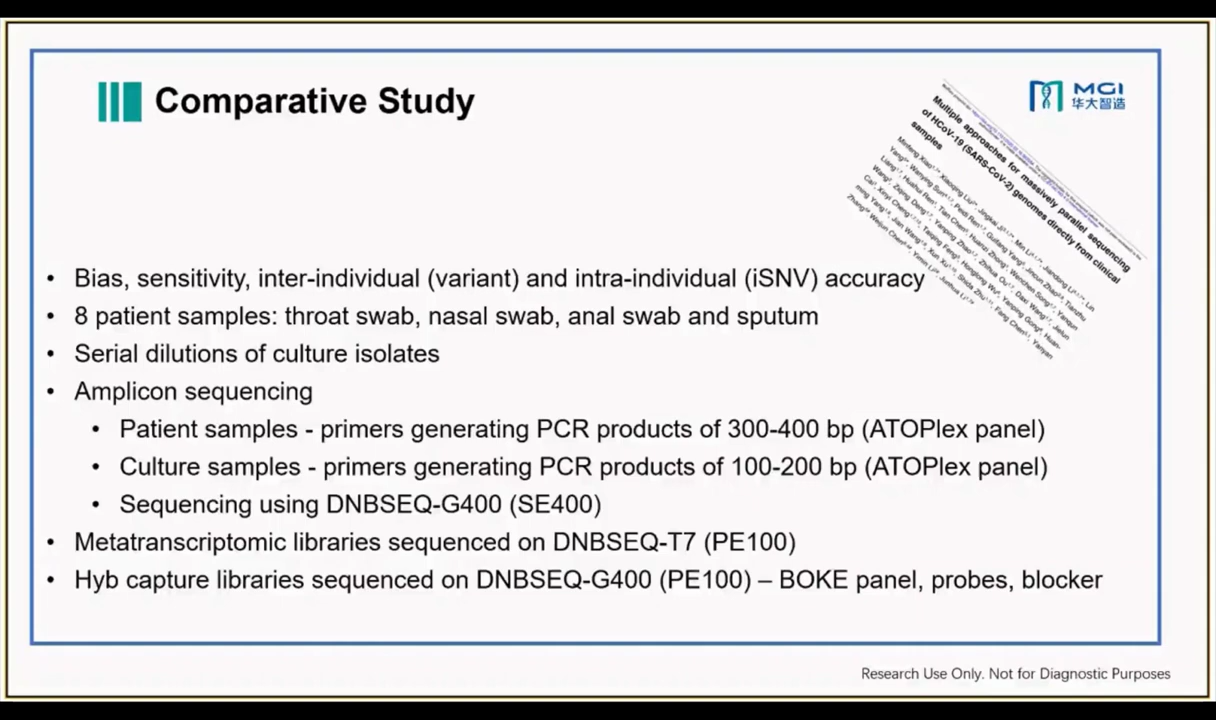 Comparative Study
MGI
华大智造
Multiple approaches for massively parallel sequencing
of HCoV-19 (SARS-CoV-2) genomes directly from clinical
samples
• Bias, sensitivity, inter-individual (variant) and intra-individual (iSNV) accuracy
• 8 patient samples: throat swab, nasal swab, anal swab and sputum
• Serial dilutions of culture isolates
• Amplicon sequencing
• Patient samples - primers generating PCR products of 300-400 bp (ATOPlex panel)
• Culture samples - primers generating PCR products of 100-200 bp (ATOPlex panel)
• Sequencing using DNBSEQ-G400 (SE400)
• Metatranscriptomic libraries sequenced on DNBSEQ-T7 (PE100)
• Hyb capture libraries sequenced on DNBSEQ-G400 (PE100) – BOKE panel, probes, blocker
Research Use Only. Not for Diagnostic Purposes